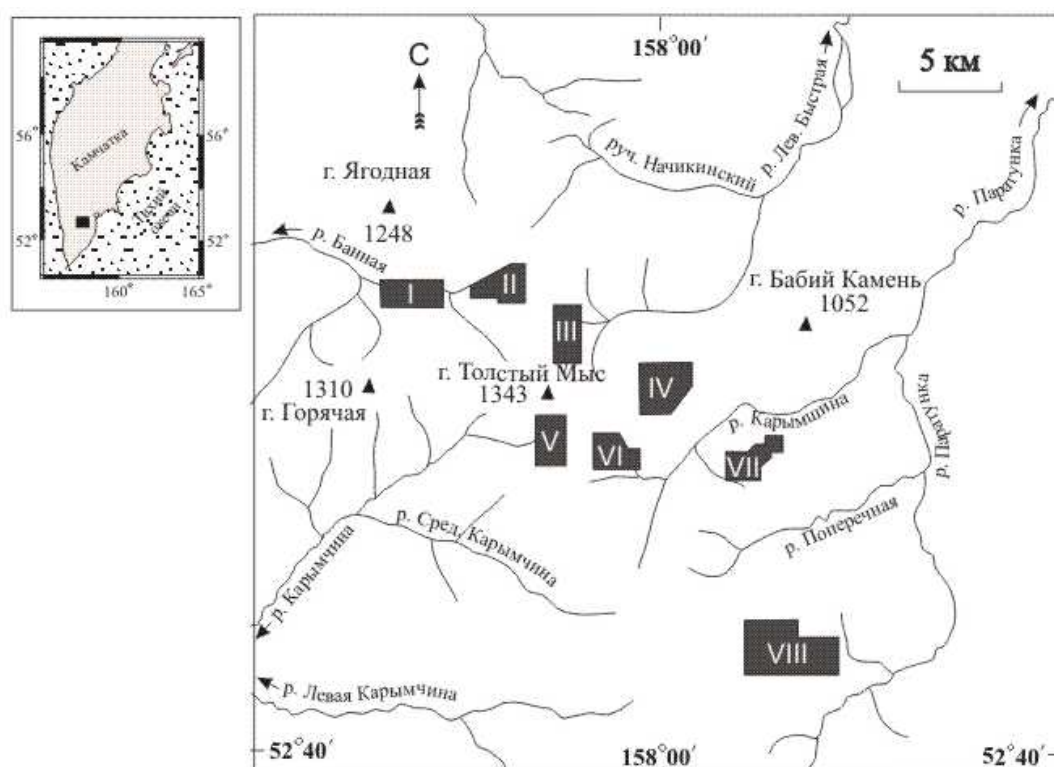 56°
52°
56°
52°
160°
165°
Камчатка
Тихий
океан
С
158°00′
5 км
г. Ягодная
1248
руч. Начикинский
р. Лев. Быстрая
р. Паратунка
р. Банная
I
II
III
г. Бабий Камень
1052
1310
г. Горячая
г. Толстый Мыс
1343
IV
V
VI
VII
р. Карымшина
р. Паратунка
р. Поперечная
р. Сред. Карымчина
р. Карымчина
VIII
р. Левая Карымчина
52°40′
158°00′
52°40′